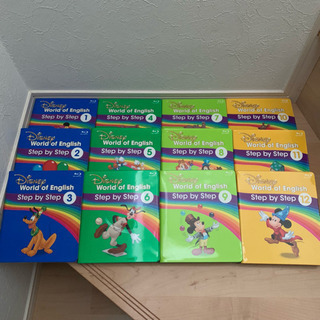 Disney
World of English
Step by Step 1
Disney
World of English
Step by Step 4
Disney
World of English
Step by Step 7
Disney
World of English
Step by Step 10
Disney
World of English
Step by Step 2
Disney
World of English
Step by Step 5
Disney
World of English
Step by Step 8
Disney
World of English
Step by Step 11
Disney
World of English
Step by Step 3
Disney
World of English
Step by Step 6
Disney
World of English
Step by Step 9
Disney
World of English
Step by Step 12